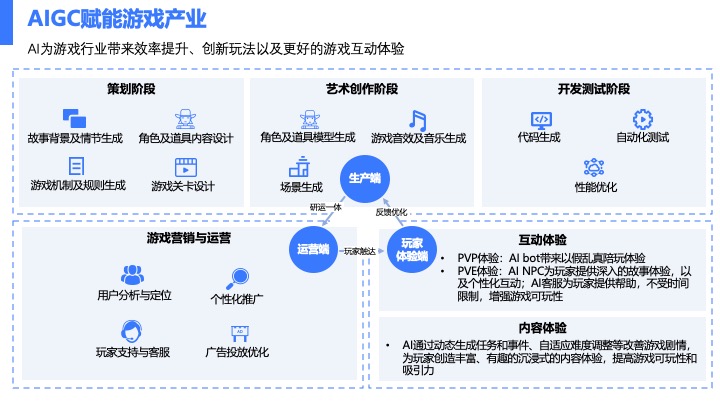 AIGC赋能游戏产业
AI为游戏行业带来效率提升、创新玩法以及更好的游戏互动体验
策划阶段
故事背景及情节生成
角色及道具内容设计
游戏机制及规则生成
游戏关卡设计
艺术创作阶段
角色及道具模型生成
游戏音效及音乐生成
场景生成
开发测试阶段
代码生成
自动化测试
性能优化
生产端
研运一体
反馈优化
运营端
玩家触达
玩家
体验端
游戏营销与运营
用户分析与定位
个性化推广
玩家支持与客服
AD
广告投放优化
互动体验
• PVP体验：AI bot带来以假乱真陪玩体验
• PVE体验：AI NPC为玩家提供深入的故事体验，以
及个性化互动；AI客服为玩家提供帮助，不受时间
限制，增强游戏可玩性
内容体验
• AI通过动态生成任务和事件、自适应难度调整等改善游戏剧情，
为玩家创造丰富、有趣的沉浸式的内容体验，提高游戏可玩性和
吸引力